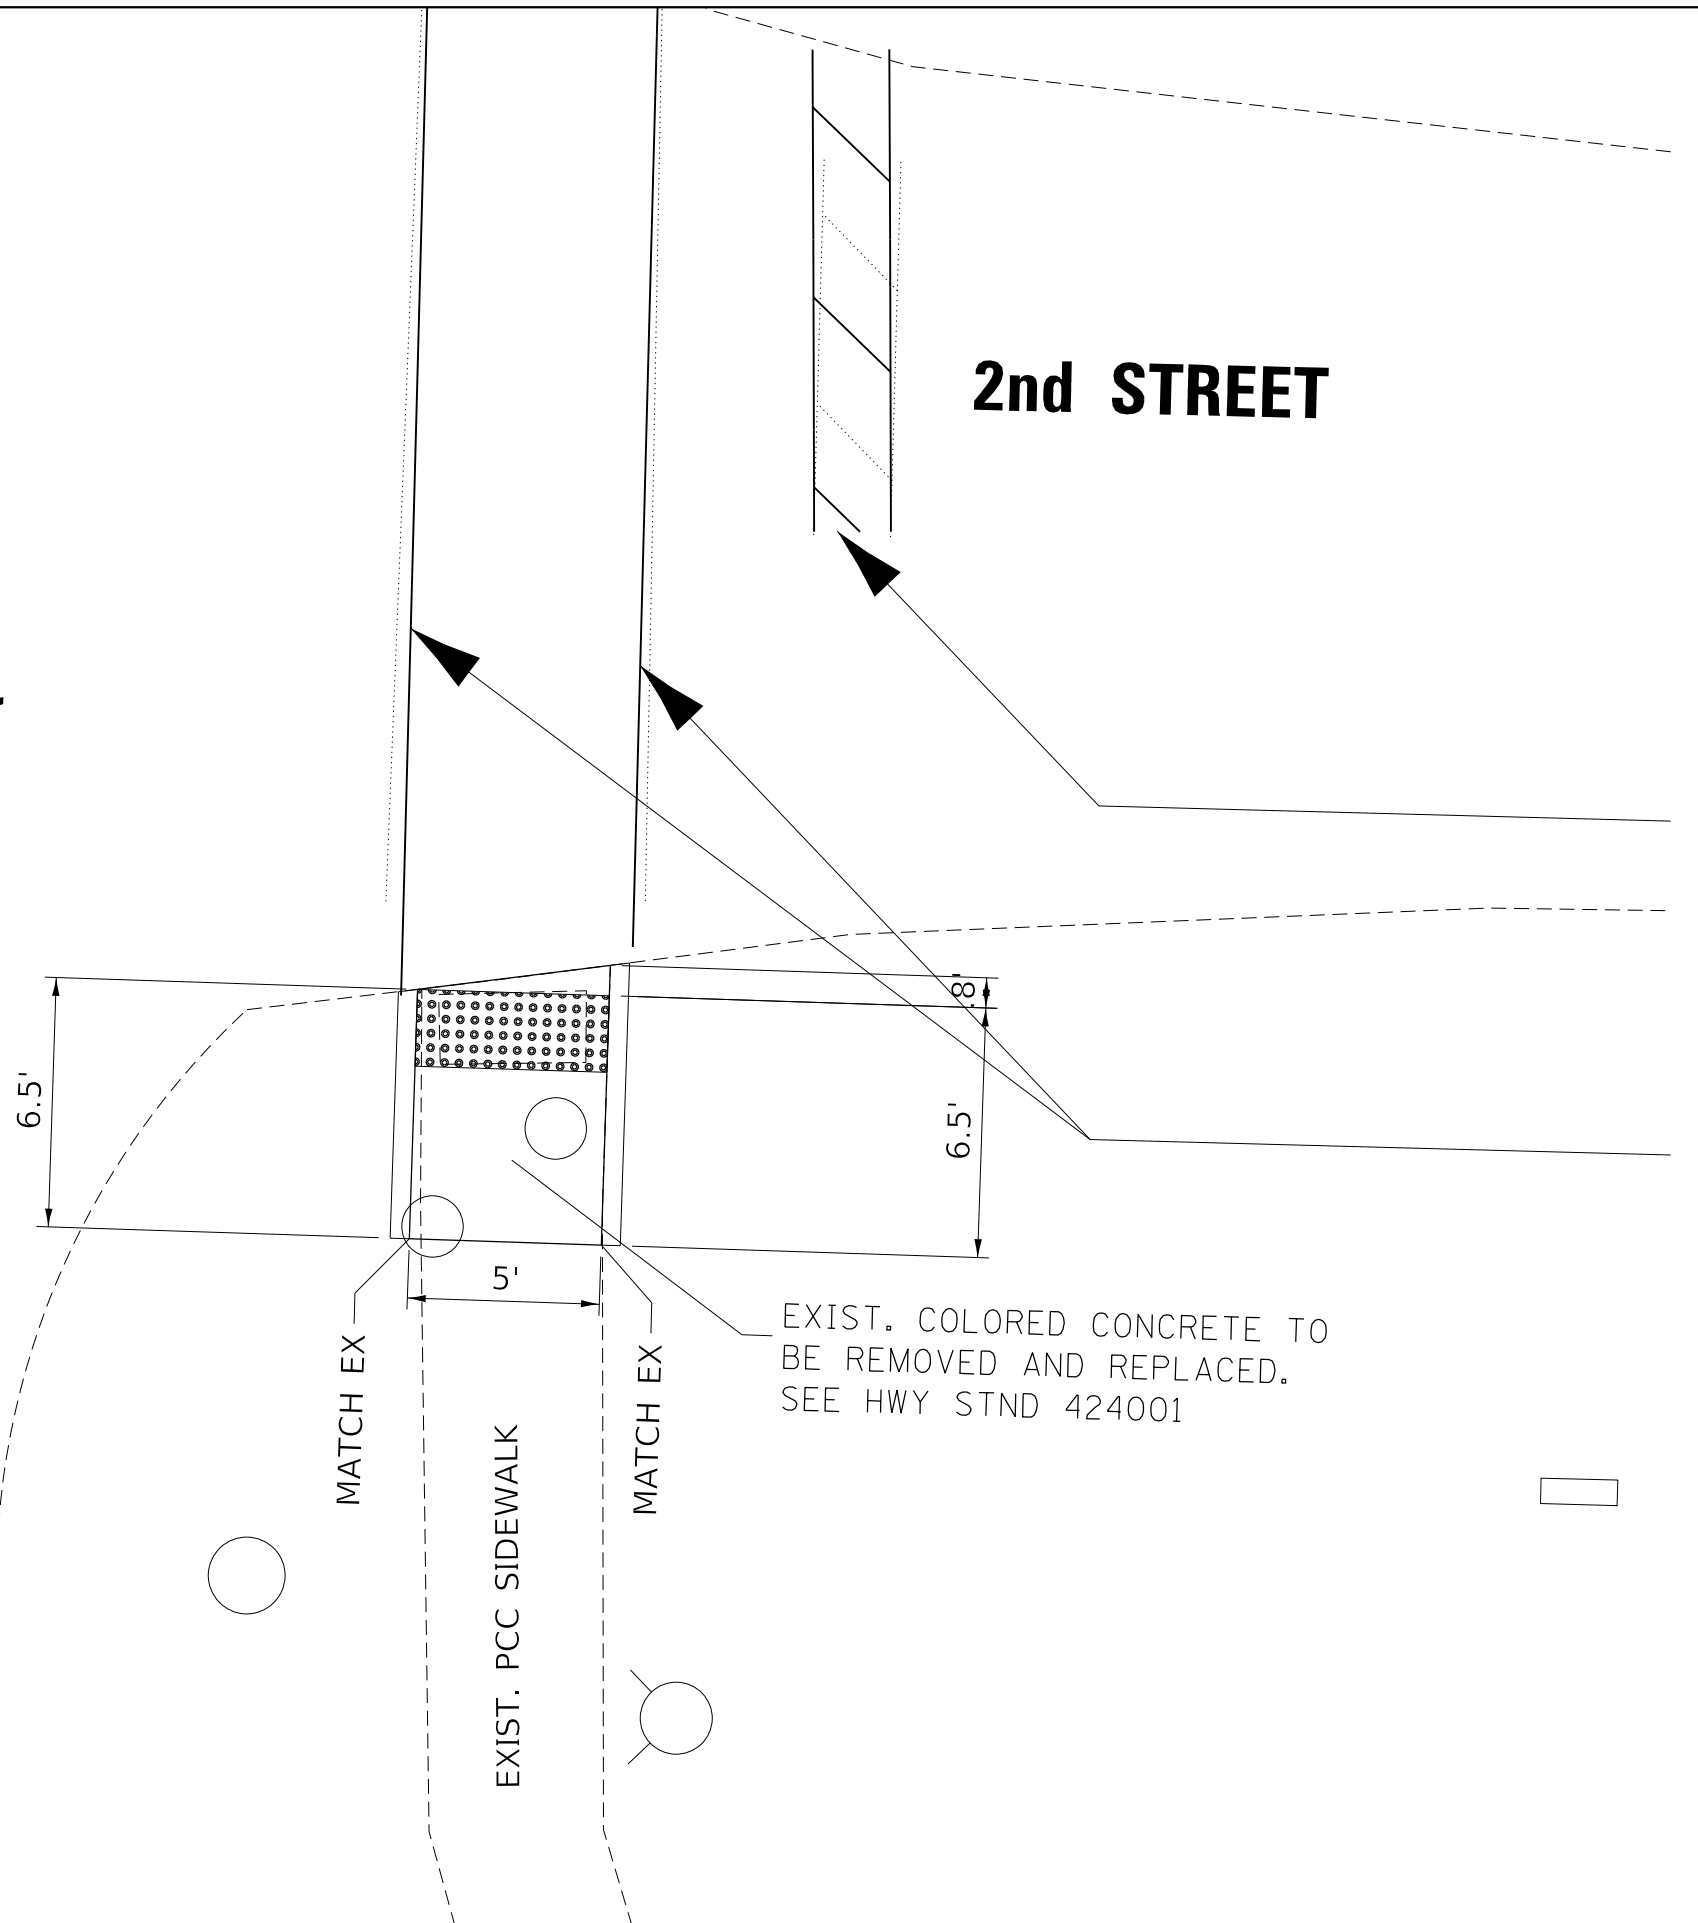 2nd STREET
.8'
6.5'
6.5'
5'
EXIST. COLORED CONCRETE TO
BE REMOVED AND REPLACED.
SEE HWY STND 424001
MATCH EX
MATCH EX
EXIST. PCC SIDEWALK